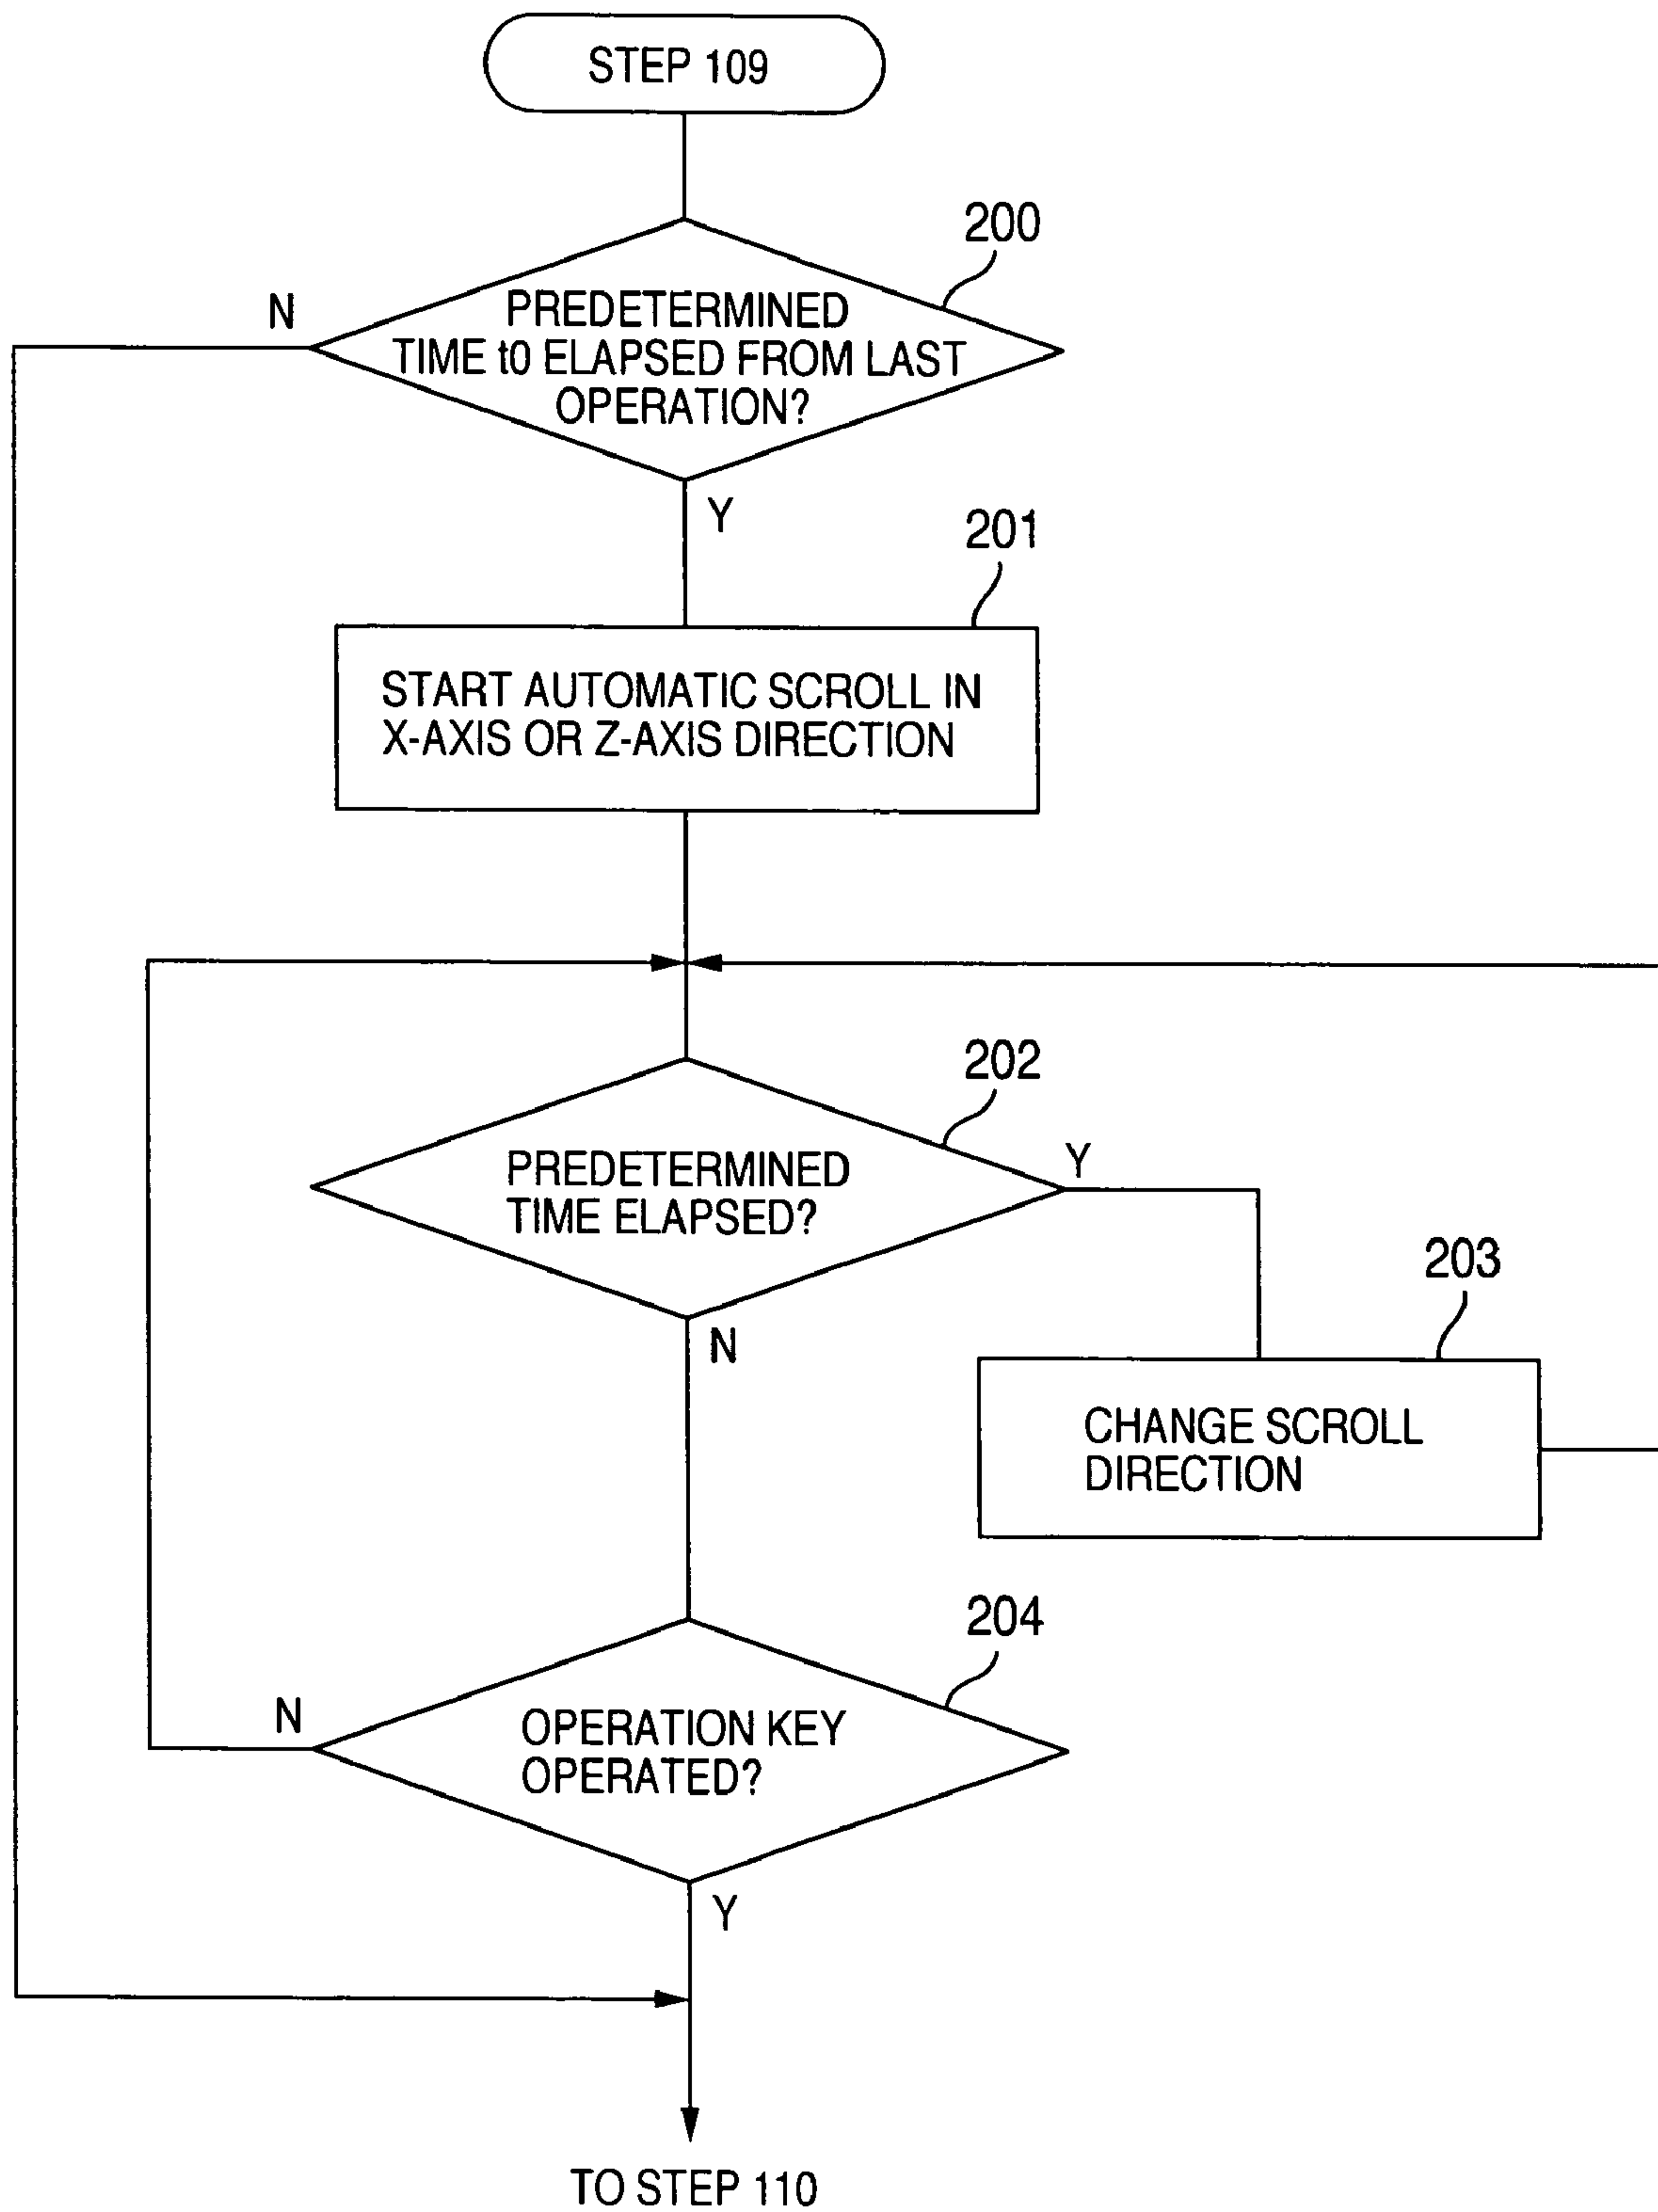 STEP 109
200
N
PREDETERMINED
TIME t0 ELAPSED FROM LAST
OPERATION?
Y
201
START AUTOMATIC SCROLL IN
X-AXIS OR Z-AXIS DIRECTION
202
PREDETERMINED
TIME ELAPSED?
Y
N
203
CHANGE SCROLL
DIRECTION
204
N
OPERATION KEY
OPERATED?
Y
TO STEP 110